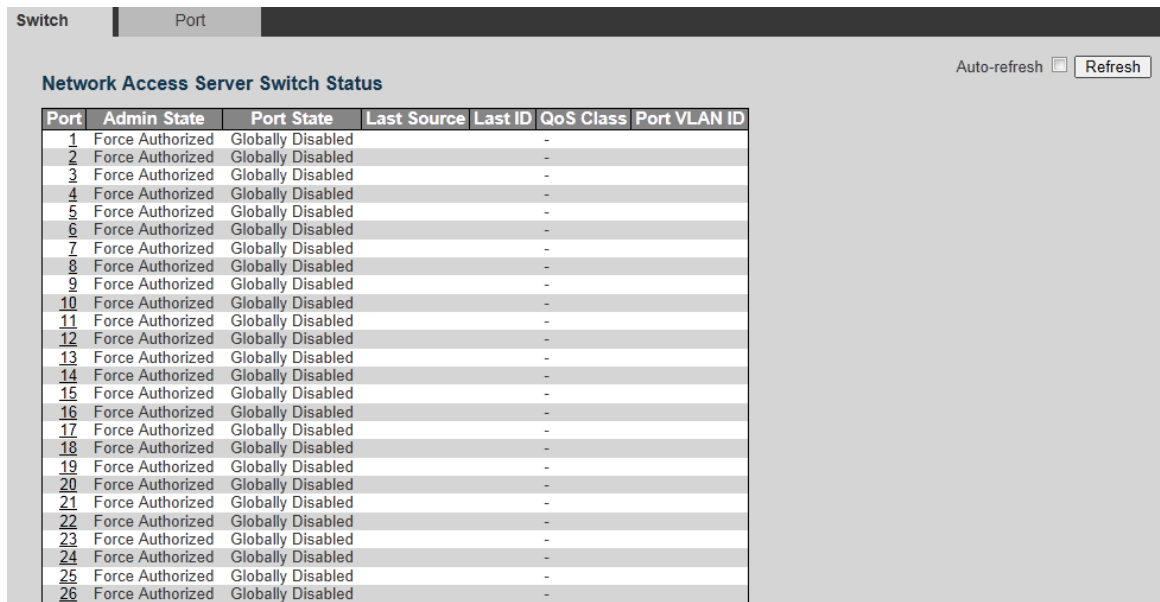 Switch Port
Auto-refresh Refresh
Network Access Server Switch Status
Port Admin State Port State Last Source Last ID QoS Class Port VLAN ID
1 Force Authorized Globally Disabled -
2 Force Authorized Globally Disabled -
3 Force Authorized Globally Disabled -
4 Force Authorized Globally Disabled -
5 Force Authorized Globally Disabled -
6 Force Authorized Globally Disabled -
7 Force Authorized Globally Disabled -
8 Force Authorized Globally Disabled -
9 Force Authorized Globally Disabled -
10 Force Authorized Globally Disabled -
11 Force Authorized Globally Disabled -
12 Force Authorized Globally Disabled -
13 Force Authorized Globally Disabled -
14 Force Authorized Globally Disabled -
15 Force Authorized Globally Disabled -
16 Force Authorized Globally Disabled -
17 Force Authorized Globally Disabled -
18 Force Authorized Globally Disabled -
19 Force Authorized Globally Disabled -
20 Force Authorized Globally Disabled -
21 Force Authorized Globally Disabled -
22 Force Authorized Globally Disabled -
23 Force Authorized Globally Disabled -
24 Force Authorized Globally Disabled -
25 Force Authorized Globally Disabled -
26 Force Authorized Globally Disabled -